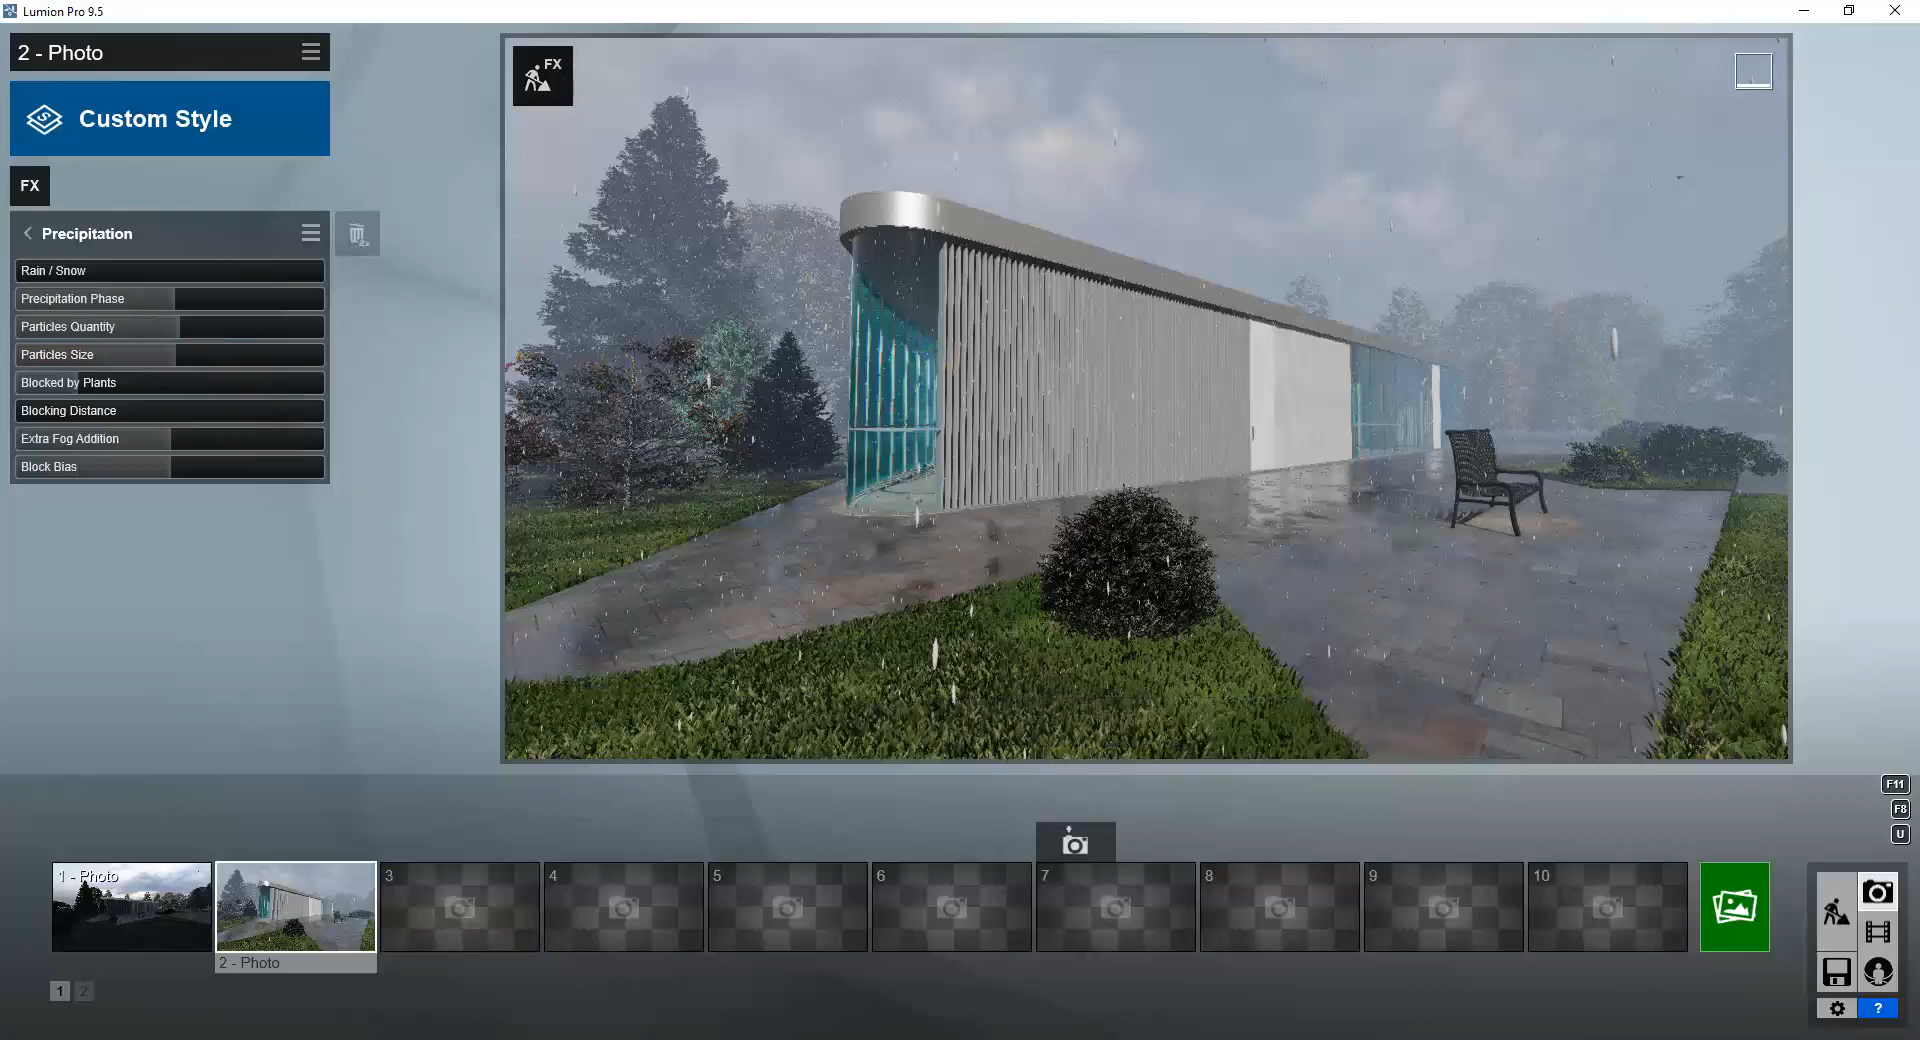 Lumion Pro 9.5
2 - Photo
Custom Style
FX
Precipitation
2x
Rain / Snow
Precipitation Phase
Particles Quantity
Particles Size
Blocked by Plants
Blocking Distance
Extra Fog Addition
Block Bias
FX
F11
F8
U
1 - Photo
3
4
5
6
7
8
9
10
2 - Photo
1 2
?